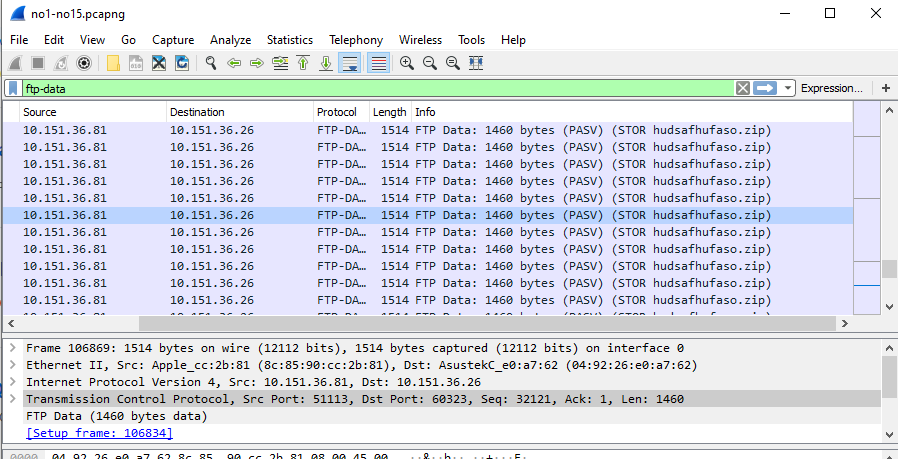 no1-no15.pcapng
File Edit View Go Capture Analyze Statistics Telephony Wireless Tools Help
ftp-data Expression... +
Source Destination Protocol Length Info
10.151.36.81 10.151.36.26 FTP-DA... 1514 FTP Data: 1460 bytes (PASV) (STOR hudsafhufaso.zip)
10.151.36.81 10.151.36.26 FTP-DA... 1514 FTP Data: 1460 bytes (PASV) (STOR hudsafhufaso.zip)
10.151.36.81 10.151.36.26 FTP-DA... 1514 FTP Data: 1460 bytes (PASV) (STOR hudsafhufaso.zip)
10.151.36.81 10.151.36.26 FTP-DA... 1514 FTP Data: 1460 bytes (PASV) (STOR hudsafhufaso.zip)
10.151.36.81 10.151.36.26 FTP-DA... 1514 FTP Data: 1460 bytes (PASV) (STOR hudsafhufaso.zip)
10.151.36.81 10.151.36.26 FTP-DA... 1514 FTP Data: 1460 bytes (PASV) (STOR hudsafhufaso.zip)
10.151.36.81 10.151.36.26 FTP-DA... 1514 FTP Data: 1460 bytes (PASV) (STOR hudsafhufaso.zip)
10.151.36.81 10.151.36.26 FTP-DA... 1514 FTP Data: 1460 bytes (PASV) (STOR hudsafhufaso.zip)
10.151.36.81 10.151.36.26 FTP-DA... 1514 FTP Data: 1460 bytes (PASV) (STOR hudsafhufaso.zip)
10.151.36.81 10.151.36.26 FTP-DA... 1514 FTP Data: 1460 bytes (PASV) (STOR hudsafhufaso.zip)
10.151.36.81 10.151.36.26 FTP-DA... 1514 FTP Data: 1460 bytes (PASV) (STOR hudsafhufaso.zip)
Frame 106869: 1514 bytes on wire (12112 bits), 1514 bytes captured (12112 bits) on interface 0
Ethernet II, Src: Apple_cc:2b:81 (8c:85:90:cc:2b:81), Dst: AsustekC_e0:a7:62 (04:92:26:e0:a7:62)
Internet Protocol Version 4, Src: 10.151.36.81, Dst: 10.151.36.26
Transmission Control Protocol, Src Port: 51113, Dst Port: 60323, Seq: 32121, Ack: 1, Len: 1460
FTP Data (1460 bytes data)
[Setup frame: 106834]
0000 04 92 26 e0 a7 62 8c 85 90 cc 2b 81 08 00 45 00